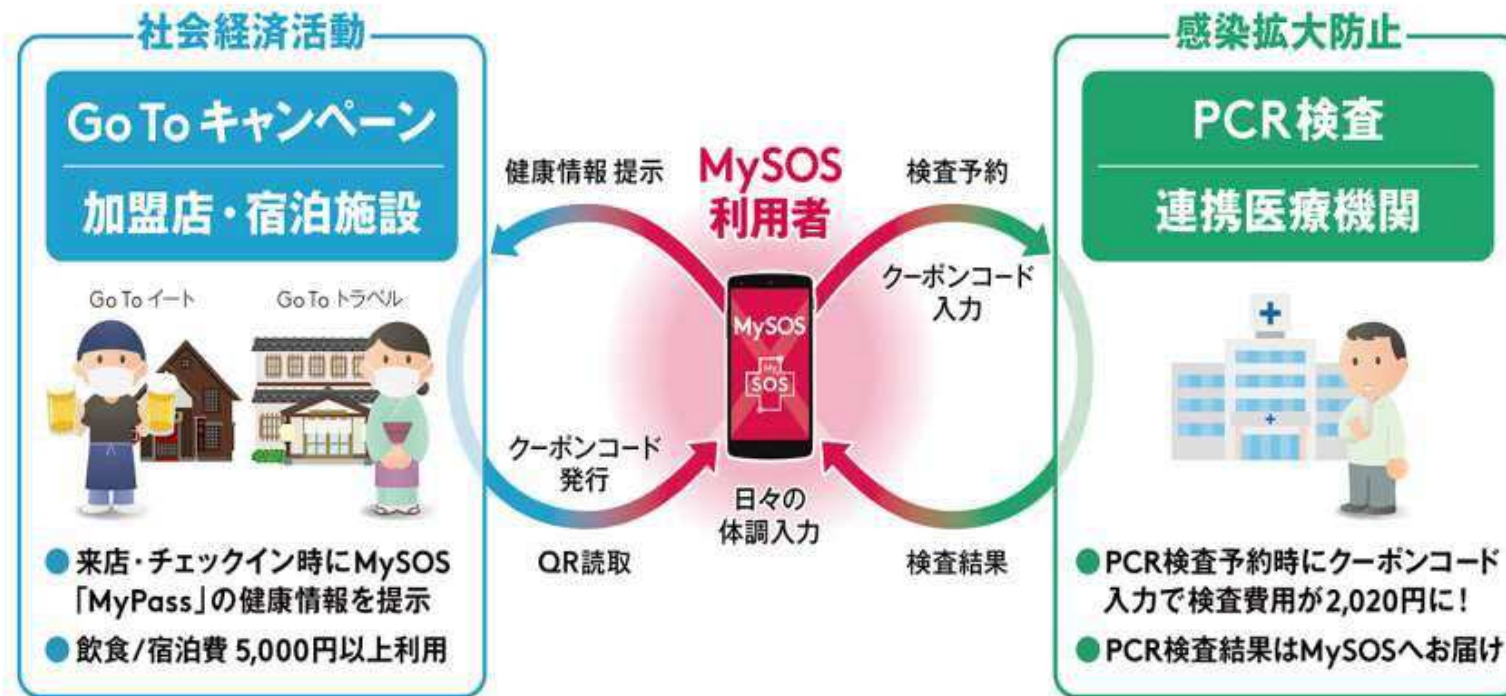 社会経済活動
Go To キャンペーン
加盟店・宿泊施設
Go To イート
Go To トラベル
● 来店・チェックイン時にMySOS
「MyPass」の健康情報を提示
● 飲食/宿泊費 5,000円以上利用
健康情報 提示
MySOS
利用者
検査予約
クーポンコード
入力
MySOS
My
SOS
クーポンコード
発行
QR読取
日々の
体調入力
検査結果
感染拡大防止
PCR検査
連携医療機関
● PCR検査予約時にクーポンコード
入力で検査費用が2,020円に!
● PCR検査結果はMySOSへお届け